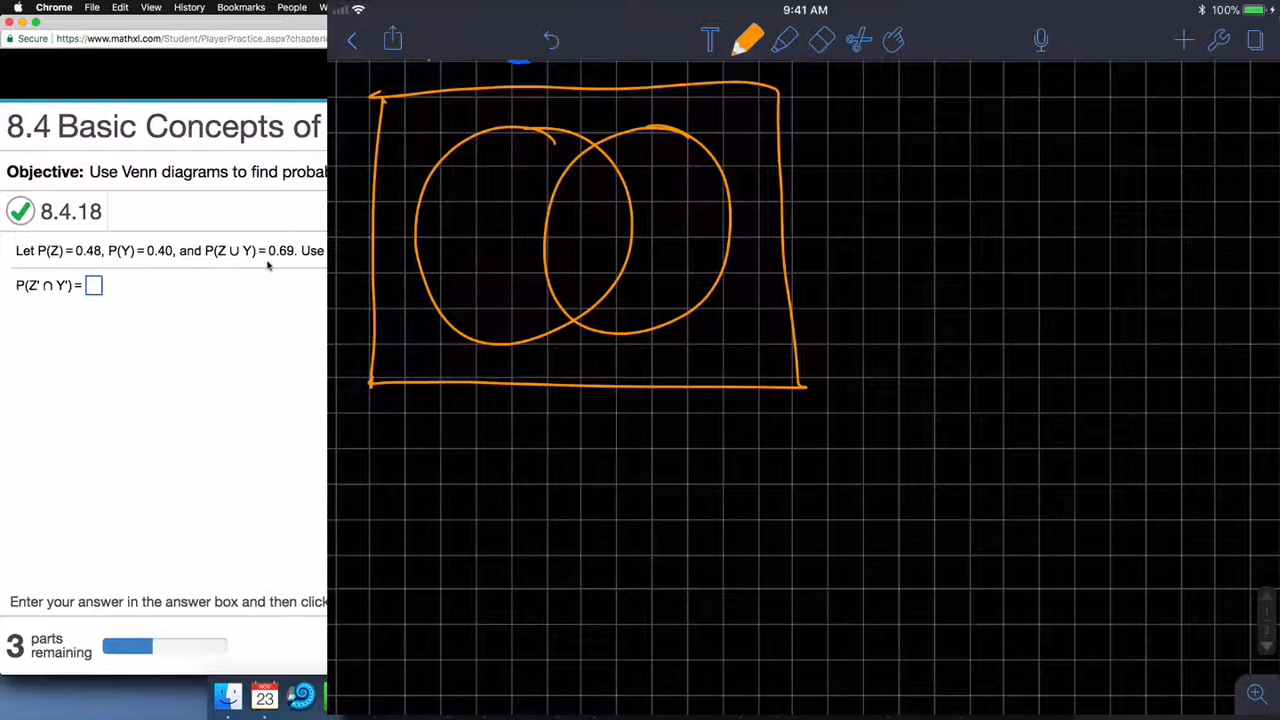 Chrome File Edit View History Bookmarks People
Secure https://www.mathxl.com/Student/PlayerPractice.aspx?chapter
8.4 Basic Concepts of
Objective: Use Venn diagrams to find proba
8.4.18
Let P(Z) = 0.48, P(Y) = 0.40, and P(Z ∪ Y) = 0.69. Use
P(Z' ∩ Y') =
Enter your answer in the answer box and then click
3 parts
remaining
NOV
23
9:41 AM
100%
T